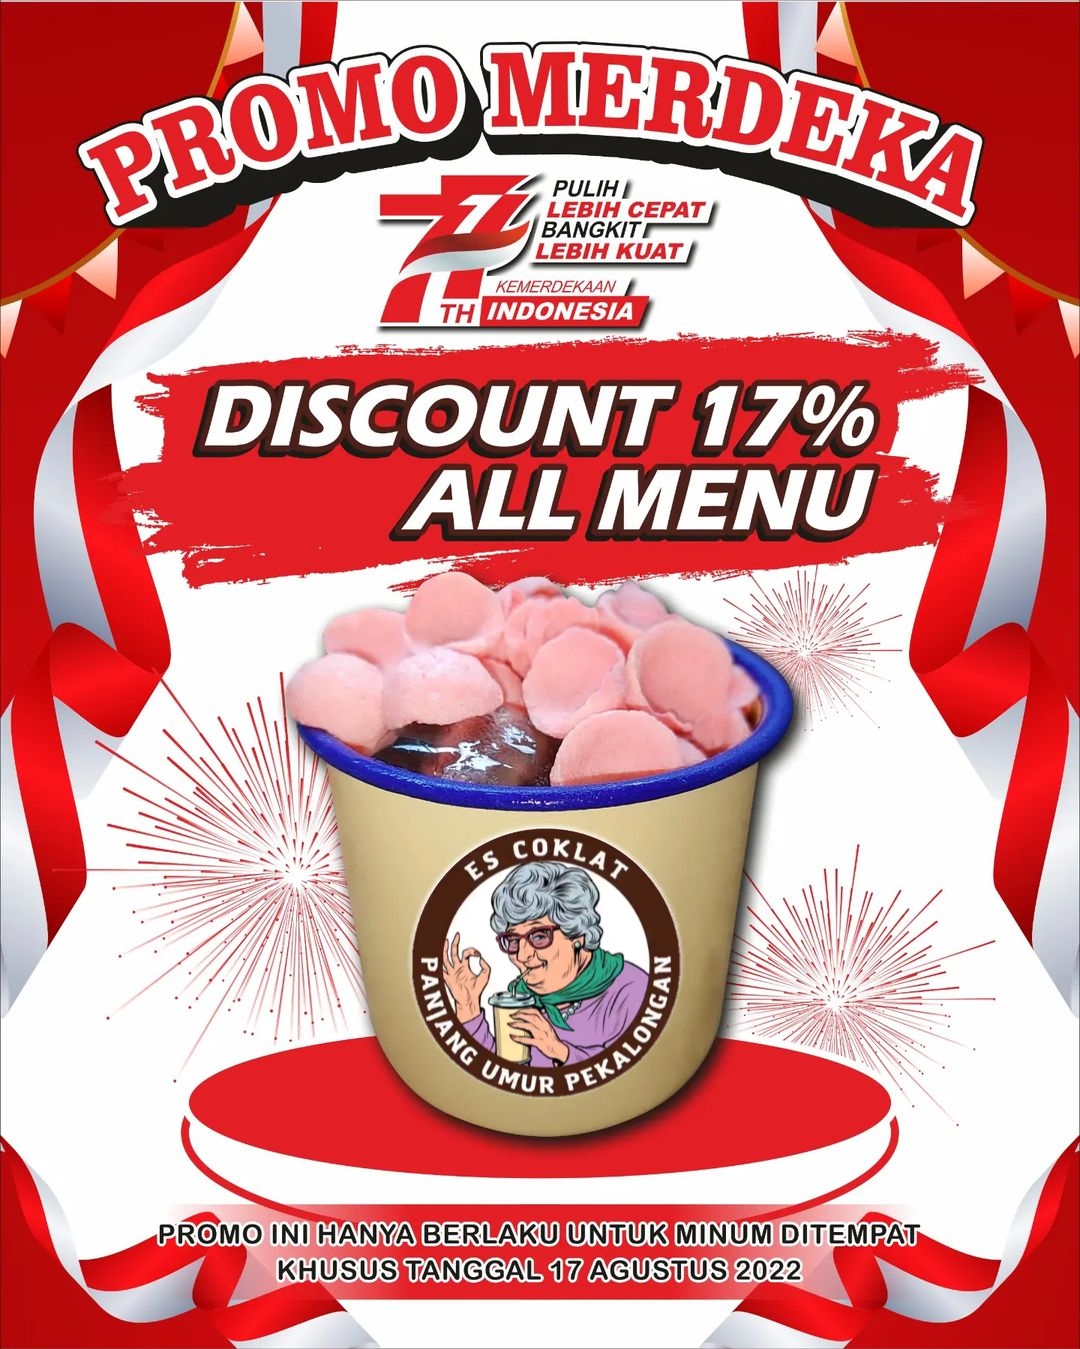 PROMO MERDEKA
77
PULIH
LEBIH CEPAT
BANGKIT
LEBIH KUAT
KEMERDEKAAN
TH INDONESIA
DISCOUNT 17%
ALL MENU
ES COKLAT
PANJANG UMUR PEKALONGAN
PROMO INI HANYA BERLAKU UNTUK MINUM DITEMPAT
KHUSUS TANGGAL 17 AGUSTUS 2022